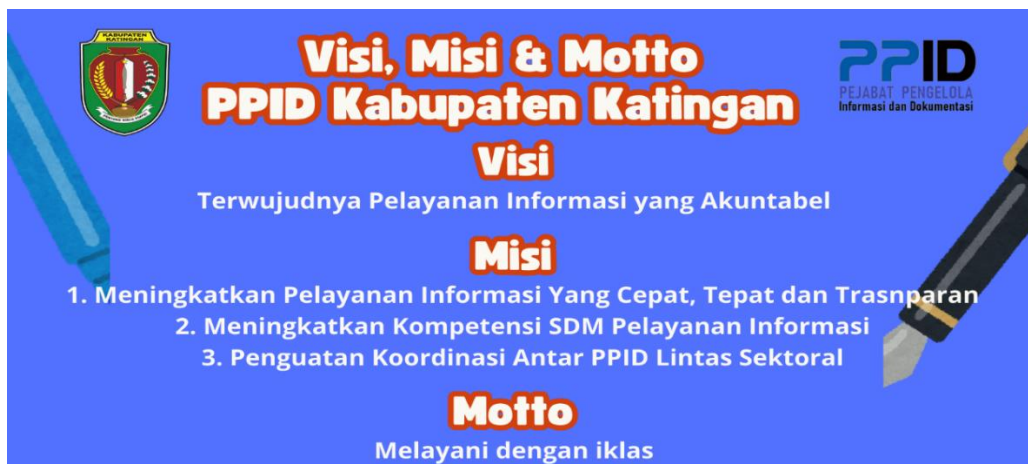 KABUPATEN
KATINGAN
Visi, Misi & Motto
PPID Kabupaten Katingan
PPID
PEJABAT PENGELOLA
Informasi dan Dokumentasi
Visi
Terwujudnya Pelayanan Informasi yang Akuntabel
Misi
1. Meningkatkan Pelayanan Informasi Yang Cepat, Tepat dan Trasnparan
2. Meningkatkan Kompetensi SDM Pelayanan Informasi
3. Penguatan Koordinasi Antar PPID Lintas Sektoral
Motto
Melayani dengan iklas